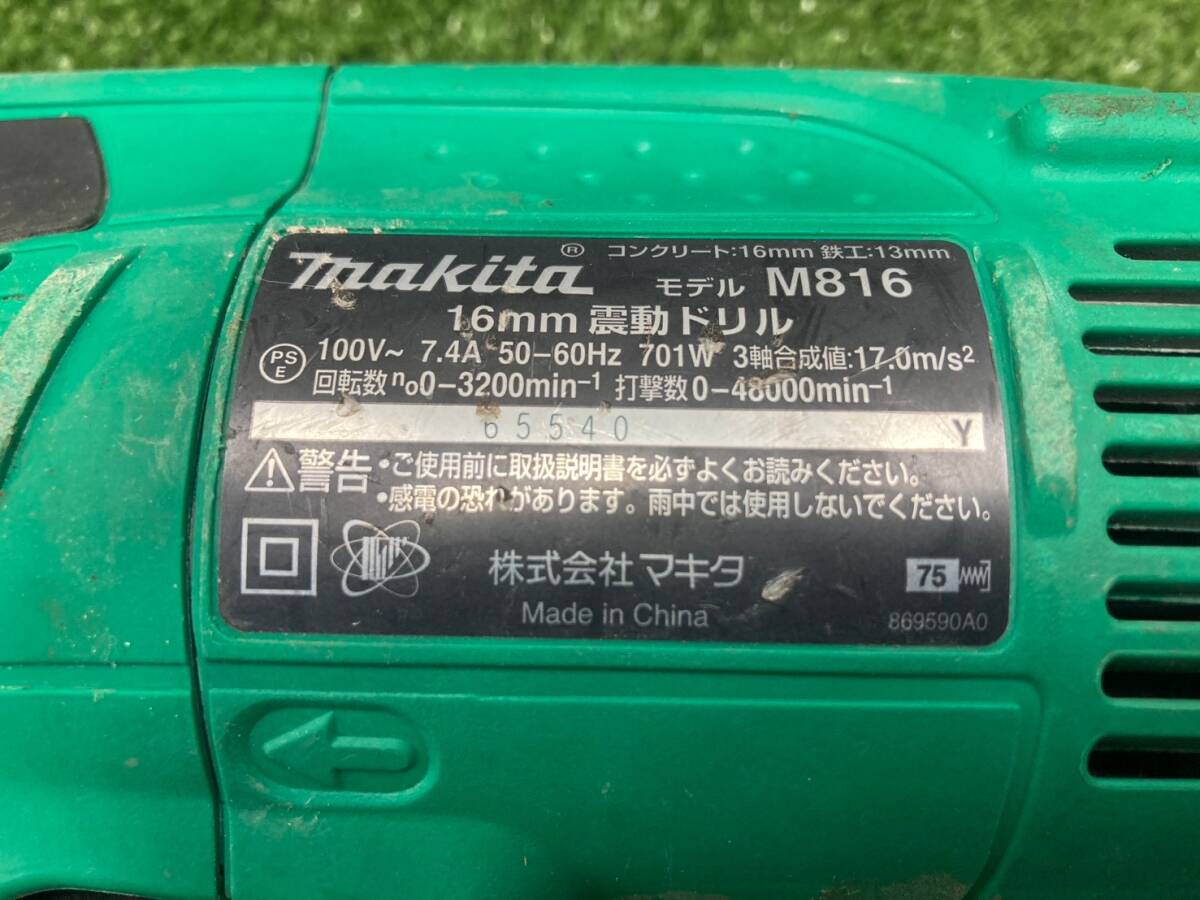 makita® コンクリート:16mm 鉄工:13mm
モデル M816
16mm 震動ドリル
PSE 100V~ 7.4A 50-60Hz 701W 3軸合成値:17.0m/s²
回転数 n₀0-3200min⁻¹ 打撃数 0-48000min⁻¹
65540 Y
⚠警告 •ご使用前に取扱説明書を必ずよくお読みください。
•感電の恐れがあります。雨中では使用しないでください。
株式会社 マキタ 75
Made in China 869590A0